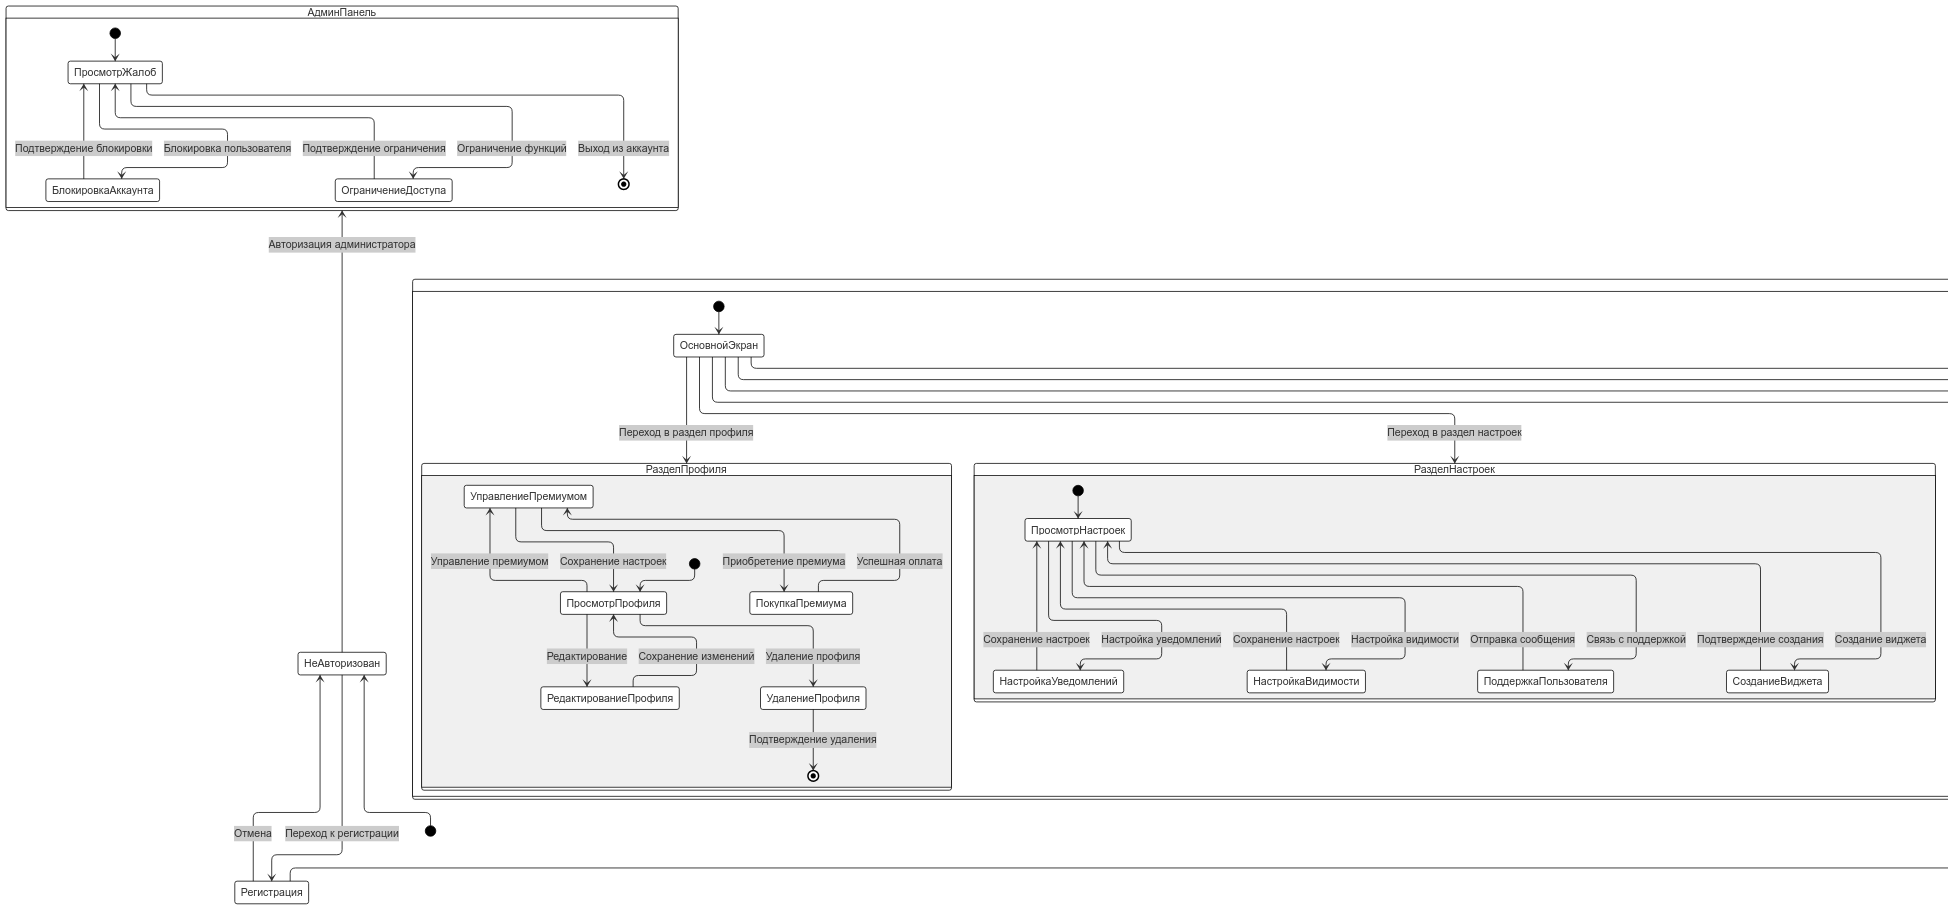 АдминПанель
ПросмотрЖалоб
Подтверждение блокировки
Блокировка пользователя
Подтверждение ограничения
Ограничение функций
Выход из аккаунта
БлокировкаАккаунта
ОграничениеДоступа
Авторизация администратора
ОсновнойЭкран
Переход в раздел профиля
Переход в раздел настроек
РазделПрофиля
РазделНастроек
УправлениеПремиумом
ПросмотрНастроек
Управление премиумом
Сохранение настроек
Приобретение премиума
Успешная оплата
ПросмотрПрофиля
ПокупкаПремиума
Сохранение настроек
Настройка уведомлений
Сохранение настроек
Настройка видимости
Отправка сообщения
Связь с поддержкой
Подтверждение создания
Создание виджета
Редактирование
Сохранение изменений
Удаление профиля
НеАвторизован
НастройкаУведомлений
НастройкаВидимости
ПоддержкаПользователя
СозданиеВиджета
РедактированиеПрофиля
УдалениеПрофиля
Подтверждение удаления
Отмена
Переход к регистрации
Регистрация